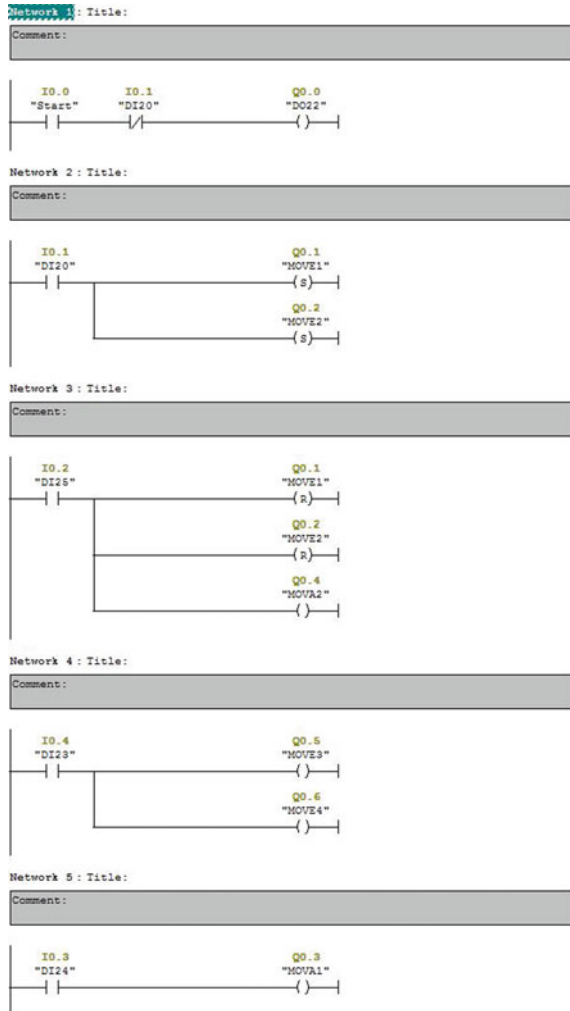 Network 1: Title:
Comment:
I0.0 I0.1 Q0.0
"Start" "DI20" "DO22"
Network 2: Title:
Comment:
I0.1 Q0.1
"DI20" "MOVE1"
(S)
Q0.2
"MOVE2"
(S)
Network 3: Title:
Comment:
I0.2 Q0.1
"DI25" "MOVE1"
(R)
Q0.2
"MOVE2"
(R)
Q0.4
"MOVA2"
( )
Network 4: Title:
Comment:
I0.4 Q0.5
"DI23" "MOVE3"
( )
Q0.6
"MOVE4"
( )
Network 5: Title:
Comment:
I0.3 Q0.3
"DI24" "MOVA1"
( )